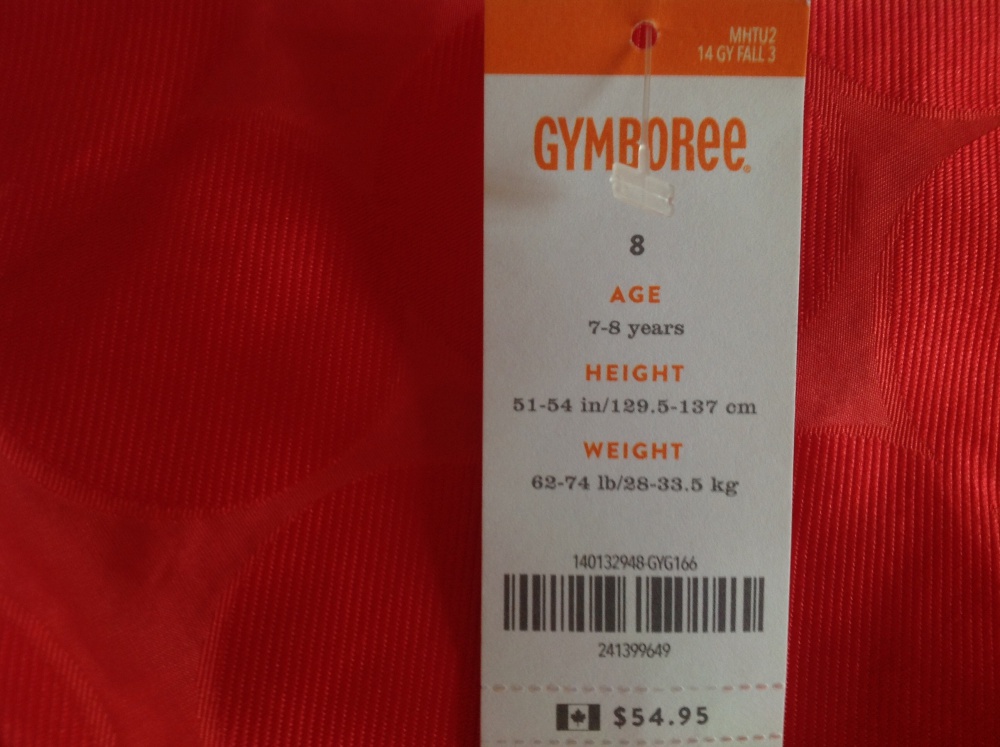 MHTU2
14 GY FALL 3
GYMBOREE
8
AGE
7-8 years
HEIGHT
51-54 in/129.5-137 cm
WEIGHT
62-74 lb/28-33.5 kg
140132948-GYG166
241399649
$54.95